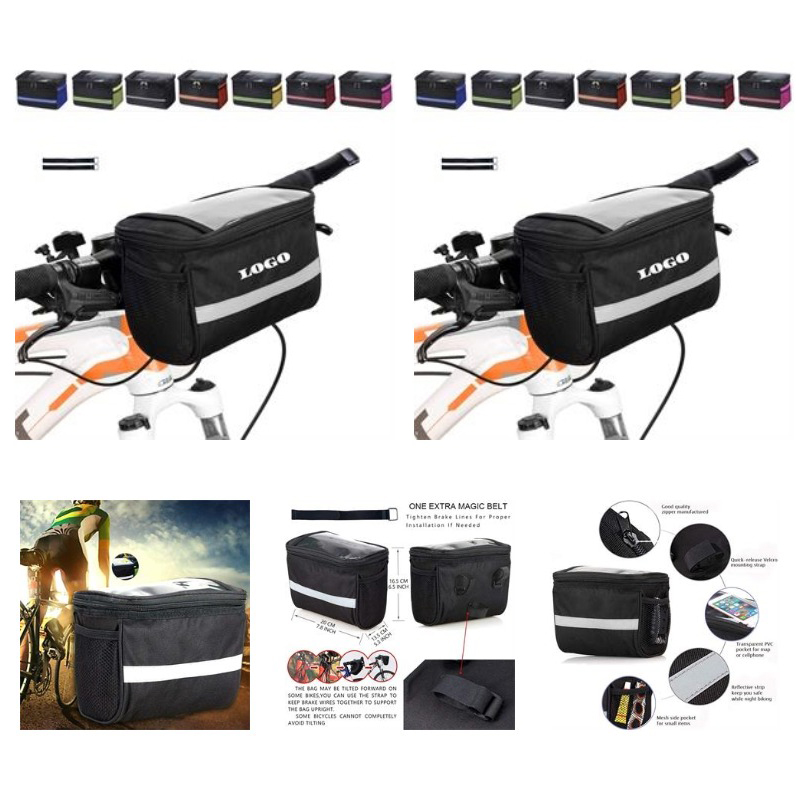 LOGO
LOGO
ONE EXTRA MAGIC BELT
Tighten Brake Lines For Proper
Installation If Needed
16.5 CM
6.5 INCH
20 CM
7.8 INCH
13.5 CM
5.3 INCH
THE BAG MAY BE TILTED FORWARD ON
SOME BIKES,YOU CAN USE THE STRAP TO
KEEP BRAKE WIRES TOGETHER TO SUPPORT
THE BAG UPRIGHT.
SOME BICYCLES CANNOT COMPLETELY
AVOID TILTING
Good quality
zipper manufactured
Quick-release Velcro
mounting strap
Transparent PVC
pocket for map
or cellphone
Reflective strip
keep you safe
while night biking
Mesh side pocket
for small items